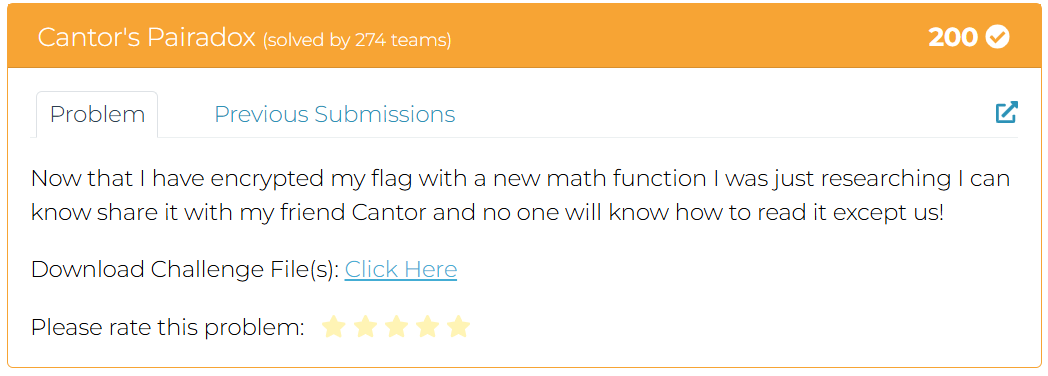 Cantor's Pairadox (solved by 274 teams) 200
Problem Previous Submissions
Now that I have encrypted my flag with a new math function I was just researching I can
know share it with my friend Cantor and no one will know how to read it except us!
Download Challenge File(s): Click Here
Please rate this problem: